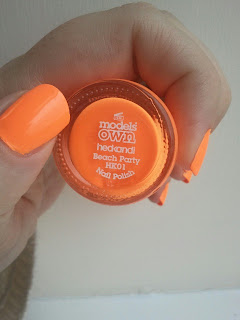 models
own
hedkandi
Beach Party
HK01
Nail Polish